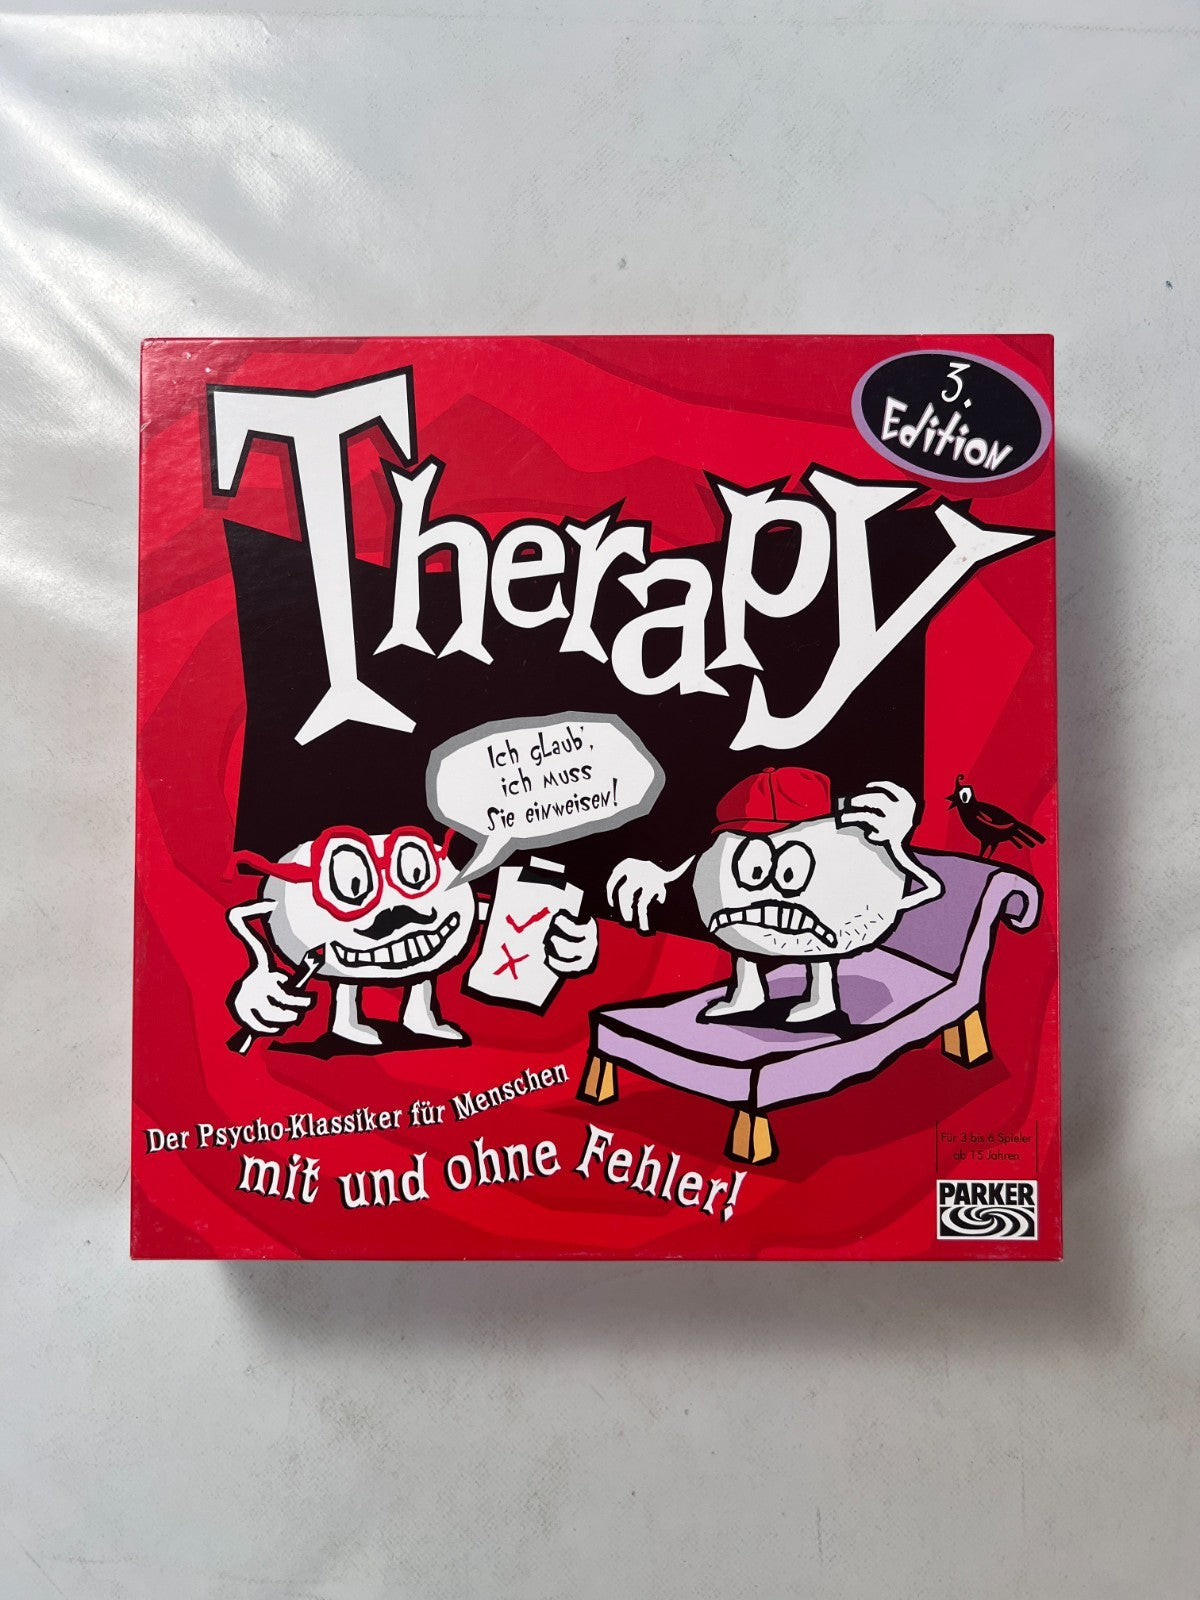 3.
Edition
Therapy
Ich glaub',
ich muss
Sie einweisen!
Der Psycho-Klassiker für Menschen
mit und ohne Fehler!
Für 3 bis 6 Spieler
ab 15 Jahren
PARKER